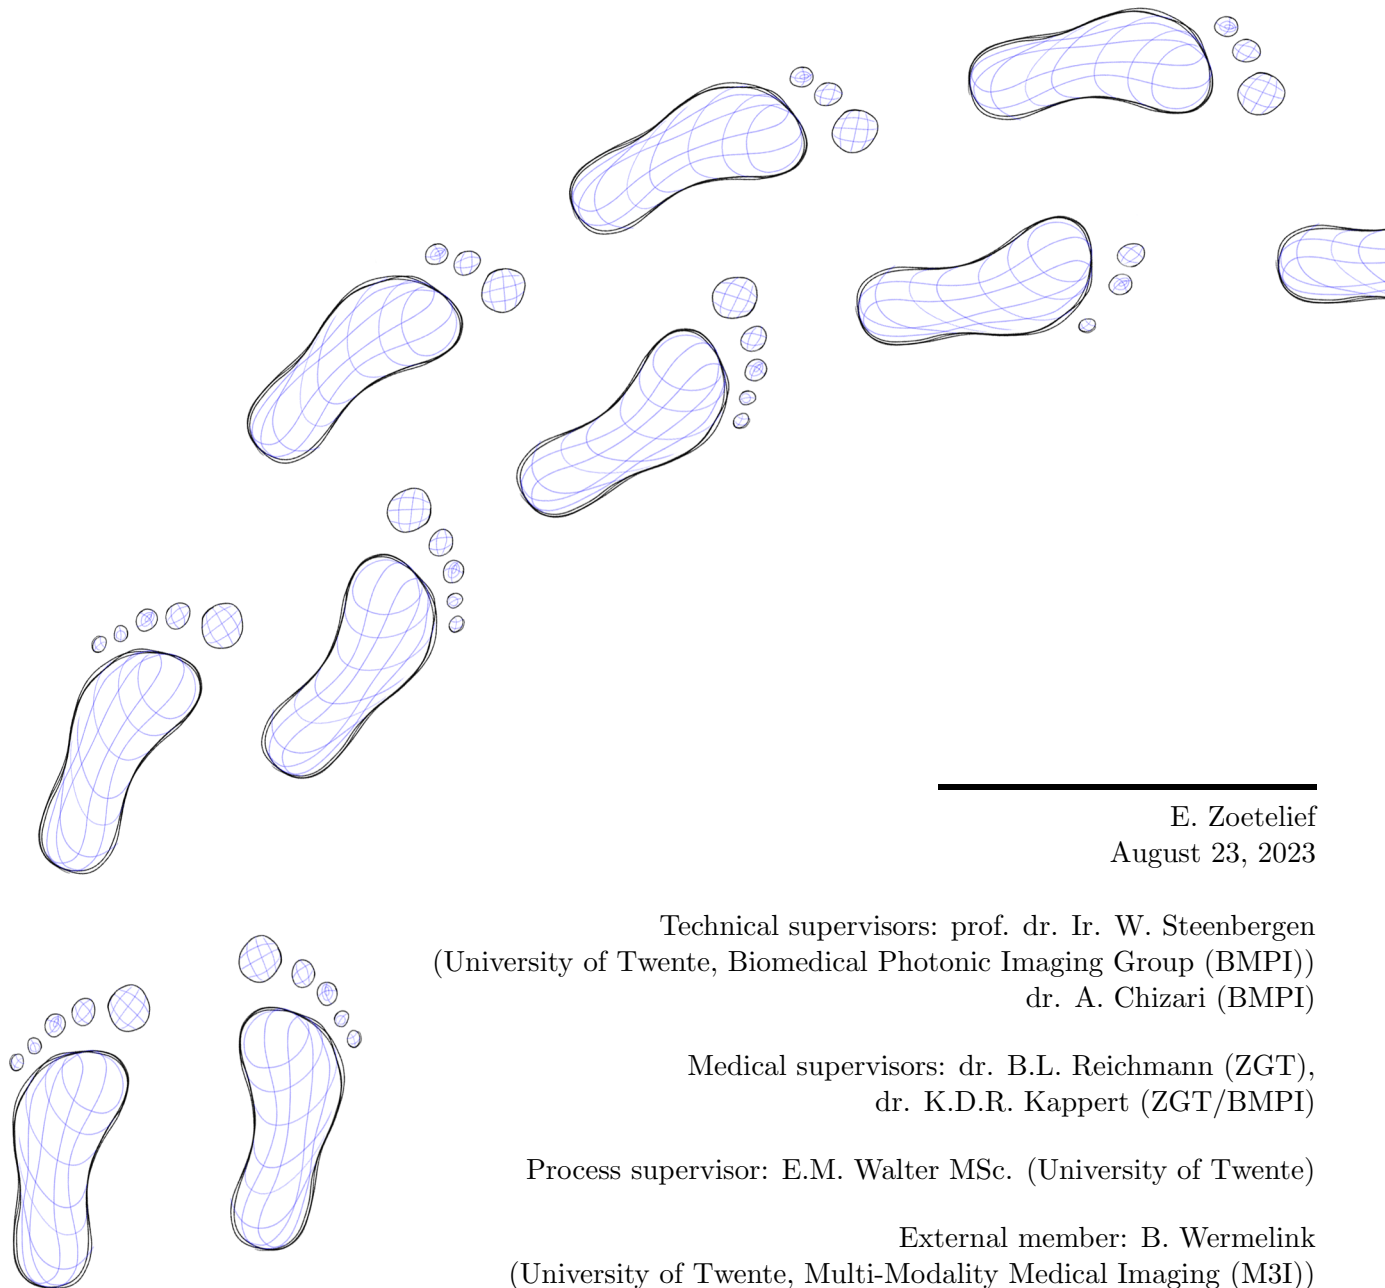 E. Zoetelief
August 23, 2023
Technical supervisors: prof. dr. Ir. W. Steenbergen
(University of Twente, Biomedical Photonic Imaging Group (BMPI))
dr. A. Chizari (BMPI)
Medical supervisors: dr. B.L. Reichmann (ZGT),
dr. K.D.R. Kappert (ZGT/BMPI)
Process supervisor: E.M. Walter MSc. (University of Twente)
External member: B. Wermelink
(University of Twente, Multi-Modality Medical Imaging (M3I))